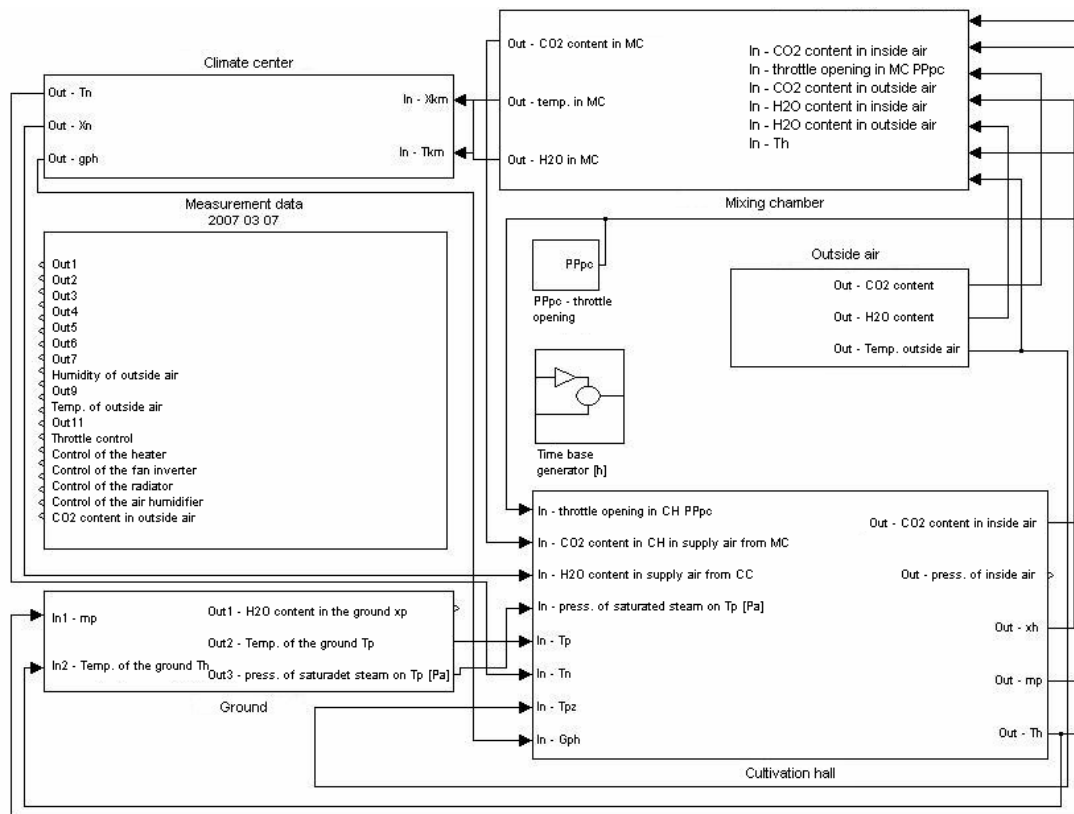 Climate center
Out - Tn
Out - Xn
Out - gph
In - Xkm
In - Tkm
Out - CO2 content in MC
Out - temp. in MC
Out - H2O in MC
In - CO2 content in inside air
In - throttle opening in MC PPpc
In - CO2 content in outside air
In - H2O content in inside air
In - H2O content in outside air
In - Th
Mixing chamber
Measurement data
2007 03 07
Out1
Out2
Out3
Out4
Out5
Out6
Out7
Humidity of outside air
Out9
Temp. of outside air
Out11
Throttle control
Control of the heater
Control of the fan inverter
Control of the radiator
Control of the air humidifier
CO2 content in outside air
PPpc
PPpc - throttle
opening
Outside air
Out - CO2 content
Out - H2O content
Out - Temp. outside air
Time base
generator [h]
In - throttle opening in CH PPpc
In - CO2 content in CH in supply air from MC
In - H2O content in supply air from CC
In - press. of saturated steam on Tp [Pa]
In - Tp
In - Tn
In - Tpz
In - Gph
Out - CO2 content in inside air
Out - press. of inside air
Out - xh
Out - mp
Out - Th
Cultivation hall
In1 - mp
In2 - Temp. of the ground Th
Out1 - H2O content in the ground xp
Out2 - Temp. of the ground Tp
Out3 - press. of saturadet steam on Tp [Pa]
Ground